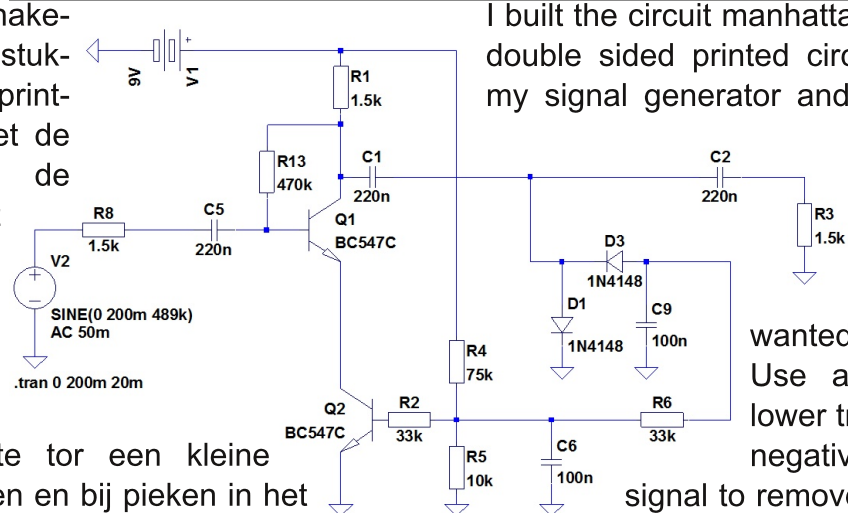 make-
stuk-
print-
et de
de
I built the circuit manhatta
double sided printed circ
my signal generator and
9V
V1
+
R1
1.5k
R13
470k
C1
220n
C2
220n
R3
1.5k
R8
1.5k
C5
220n
Q1
BC547C
V2
SINE(0 200m 489k)
AC 50m
.tran 0 200m 20m
D3
1N4148
D1
1N4148
C9
100n
R4
75k
Q2
BC547C
R2
33k
R6
33k
R5
10k
C6
100n
wanted
Use a
lower tr
negativ
signal to remove
te tor een kleine
en en bij pieken in het